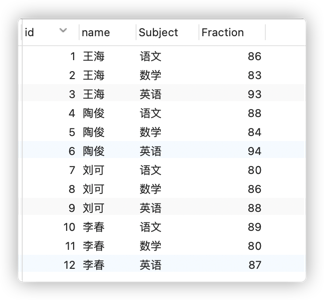 id name Subject Fraction
1 王海 语文 86
2 王海 数学 83
3 王海 英语 93
4 陶俊 语文 88
5 陶俊 数学 84
6 陶俊 英语 94
7 刘可 语文 80
8 刘可 数学 86
9 刘可 英语 88
10 李春 语文 89
11 李春 数学 80
12 李春 英语 87